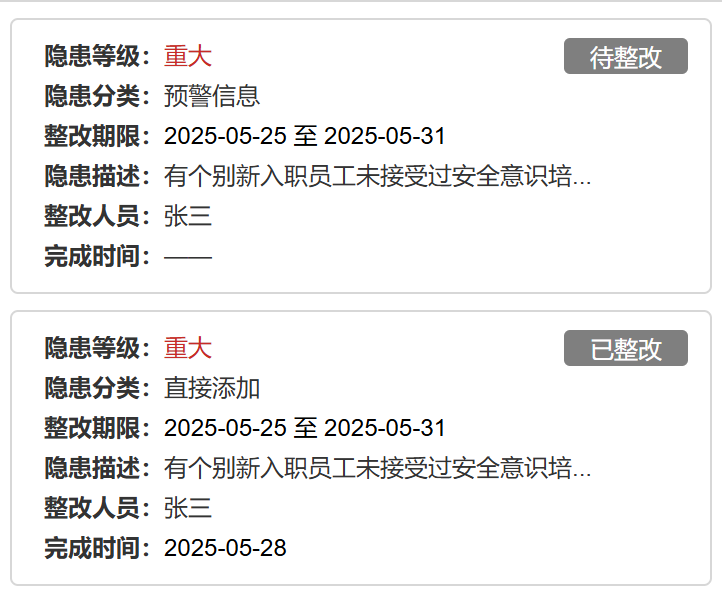 隐患等级：重大 待整改
隐患分类：预警信息
整改期限：2025-05-25 至 2025-05-31
隐患描述：有个别新入职员工未接受过安全意识培...
整改人员：张三
完成时间：——
隐患等级：重大 已整改
隐患分类：直接添加
整改期限：2025-05-25 至 2025-05-31
隐患描述：有个别新入职员工未接受过安全意识培...
整改人员：张三
完成时间：2025-05-28